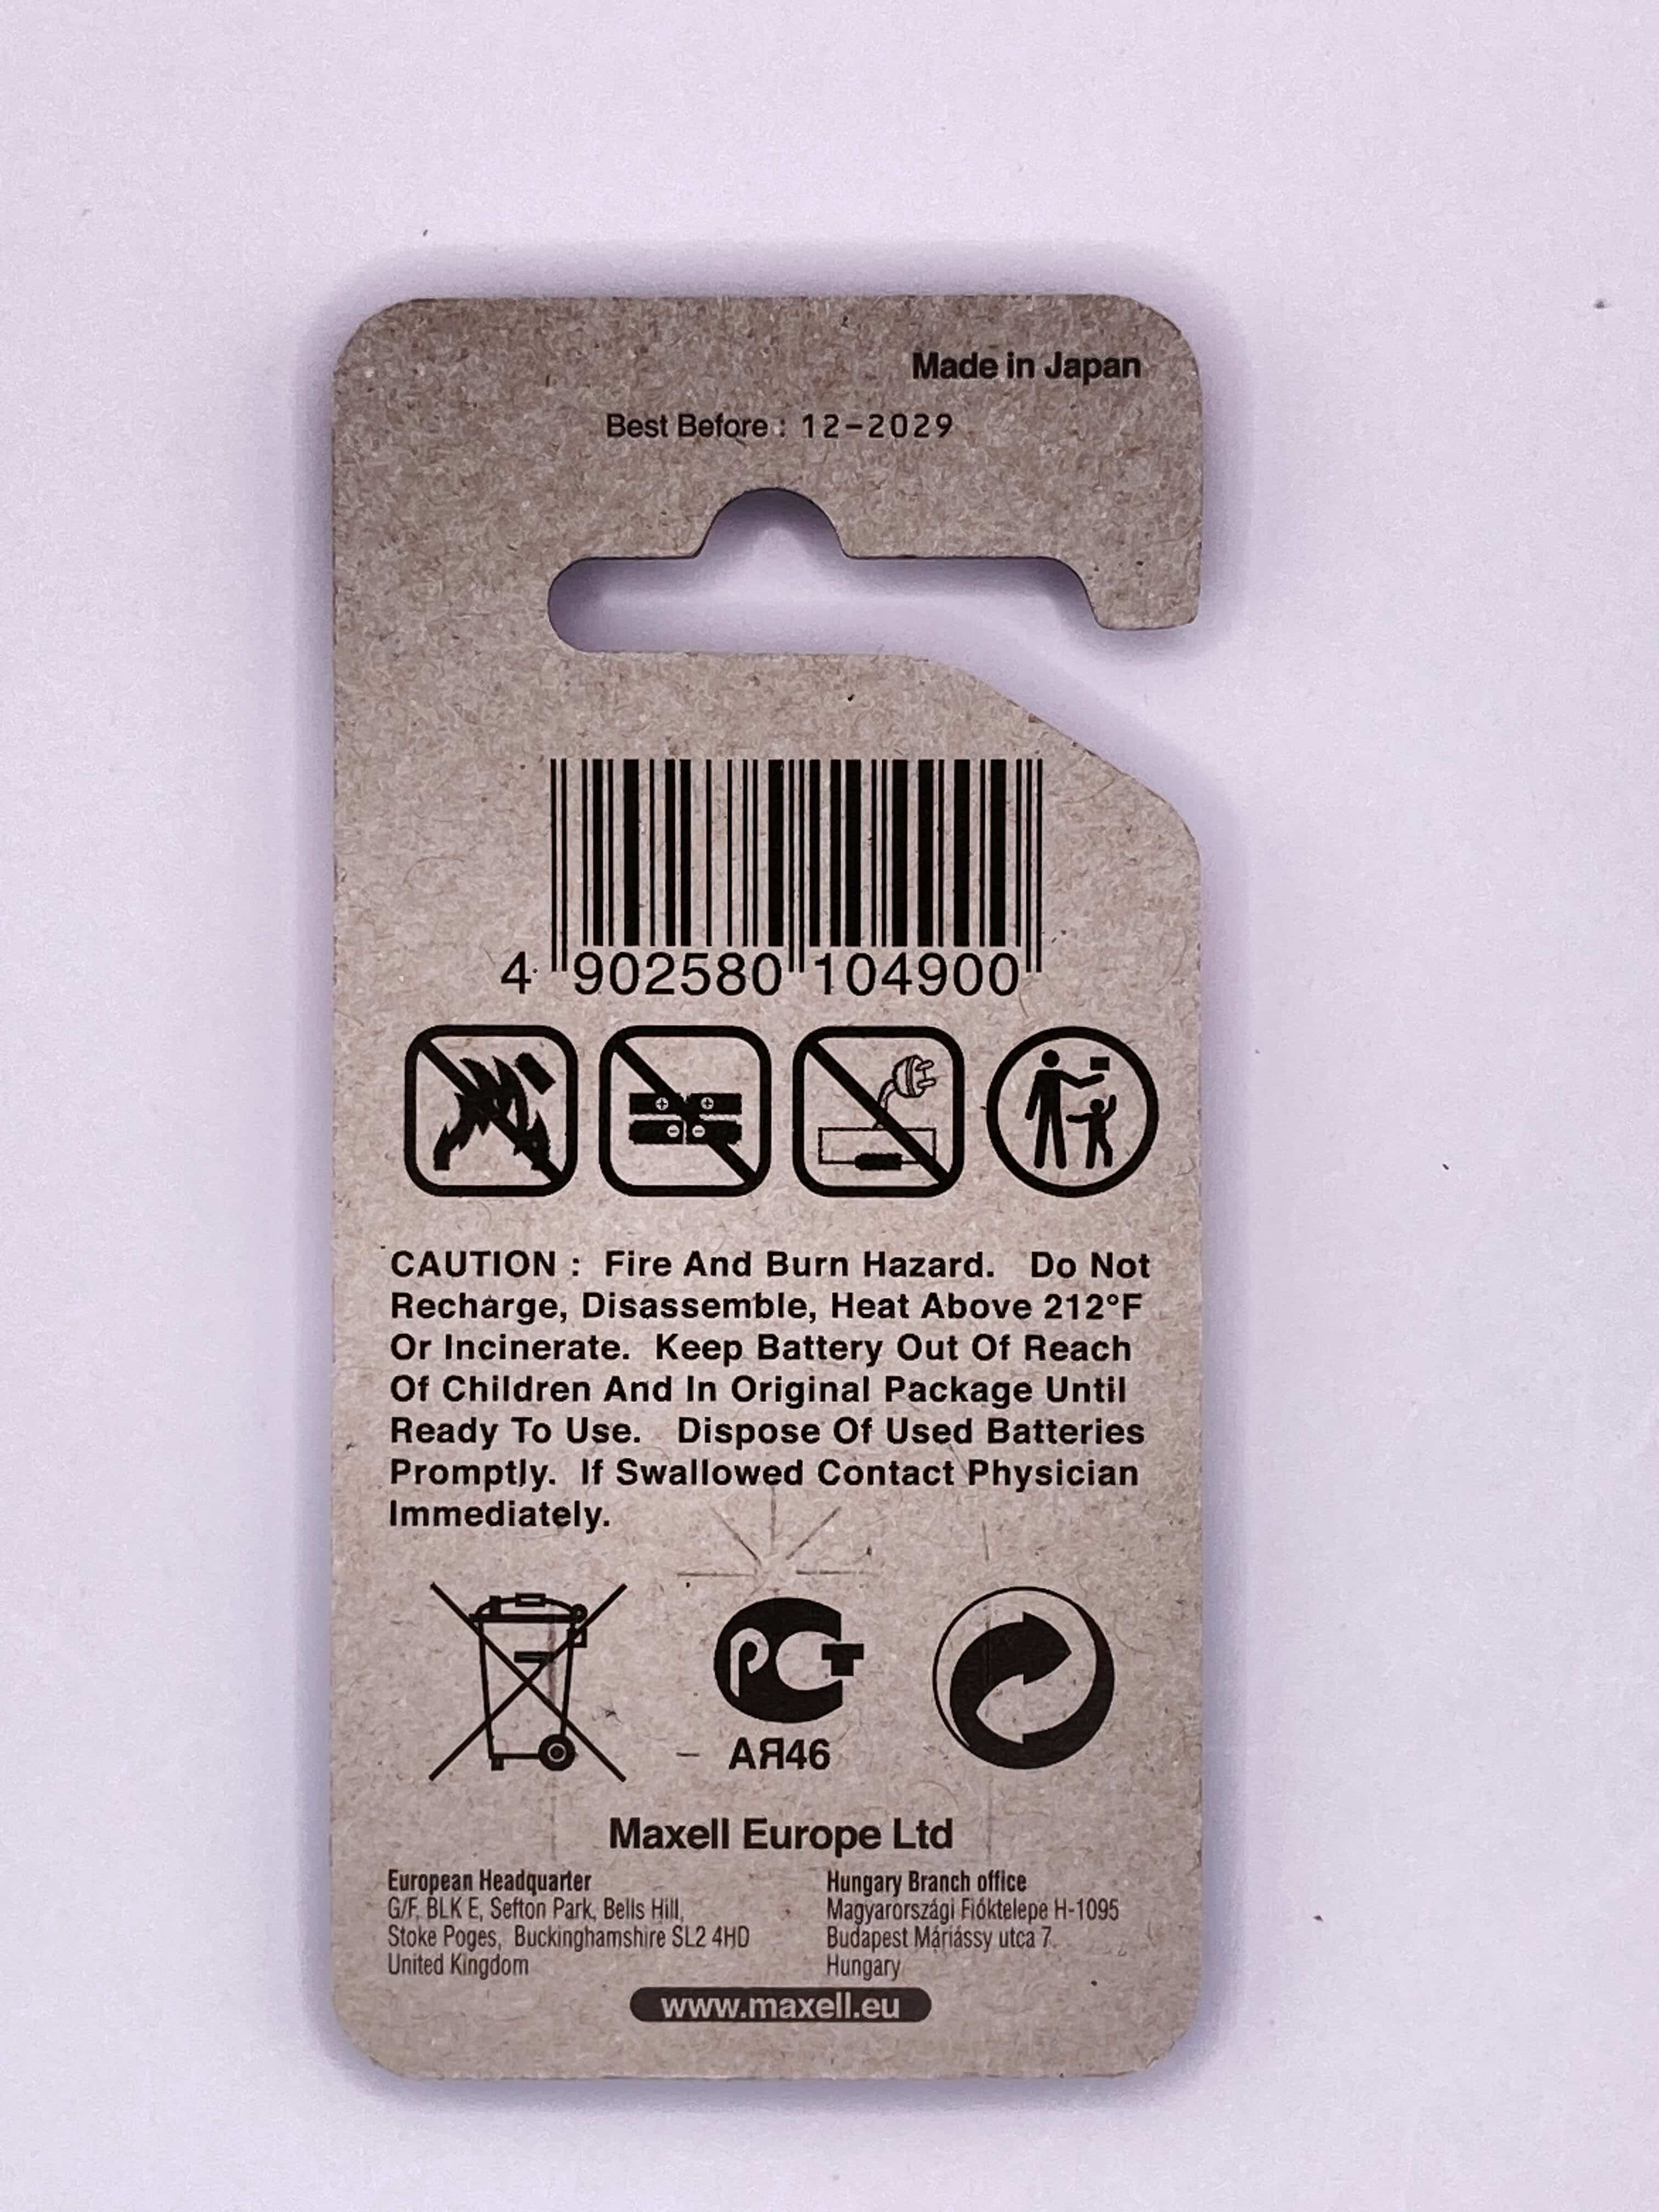 Made in Japan
Best Before : 12-2029
4 902580 104900
CAUTION : Fire And Burn Hazard. Do Not
Recharge, Disassemble, Heat Above 212°F
Or Incinerate. Keep Battery Out Of Reach
Of Children And In Original Package Until
Ready To Use. Dispose Of Used Batteries
Promptly. If Swallowed Contact Physician
Immediately.
РСТ
АЯ46
Maxell Europe Ltd
European Headquarter
G/F, BLK E, Sefton Park, Bells Hill,
Stoke Poges, Buckinghamshire SL2 4HD
United Kingdom
Hungary Branch office
Magyarországi Fióktelepe H-1095
Budapest Máriássy utca 7.
Hungary
www.maxell.eu